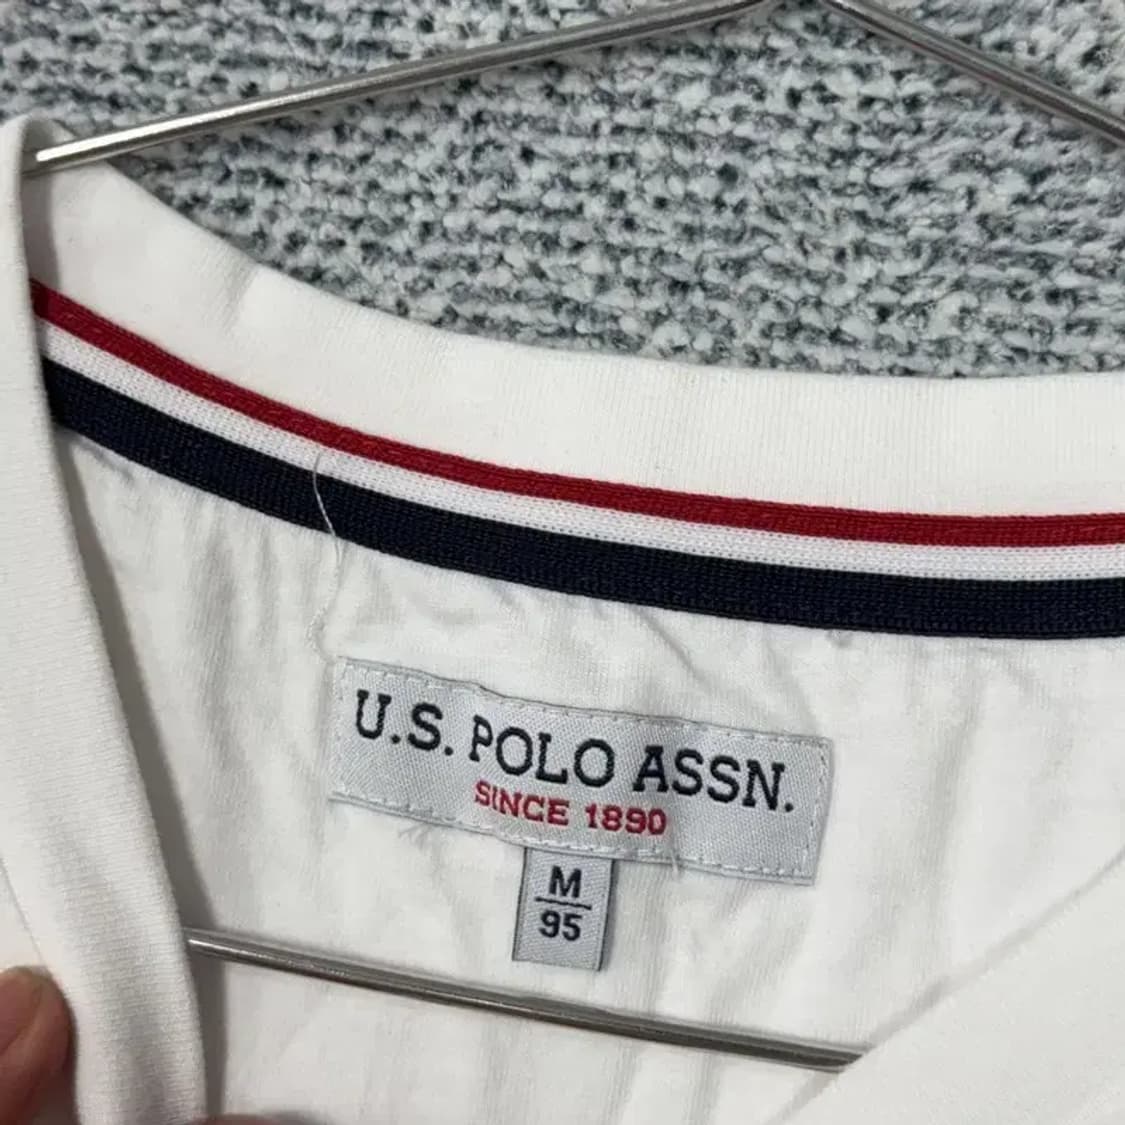 U.S. POLO ASSN.
SINCE 1890
M
95